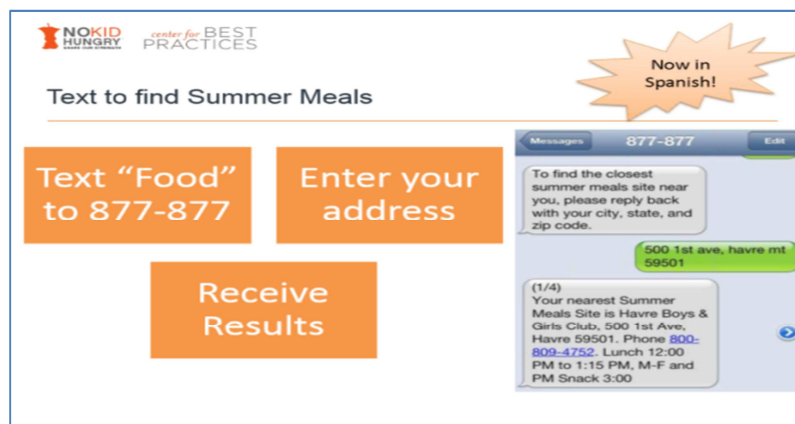 NOKID
HUNGRY
SHARE OUR STRENGTH
center for BEST
PRACTICES
Now in
Spanish!
Text to find Summer Meals
Text “Food”
to 877-877
Enter your
address
Receive
Results
Messages
877-877
Edit
To find the closest
summer meals site near
you, please reply back
with your city, state, and
zip code.
500 1st ave, havre mt
59501
(1/4)
Your nearest Summer
Meals Site is Havre Boys &
Girls Club, 500 1st Ave,
Havre 59501. Phone 800-
809-4752. Lunch 12:00
PM to 1:15 PM, M-F and
PM Snack 3:00